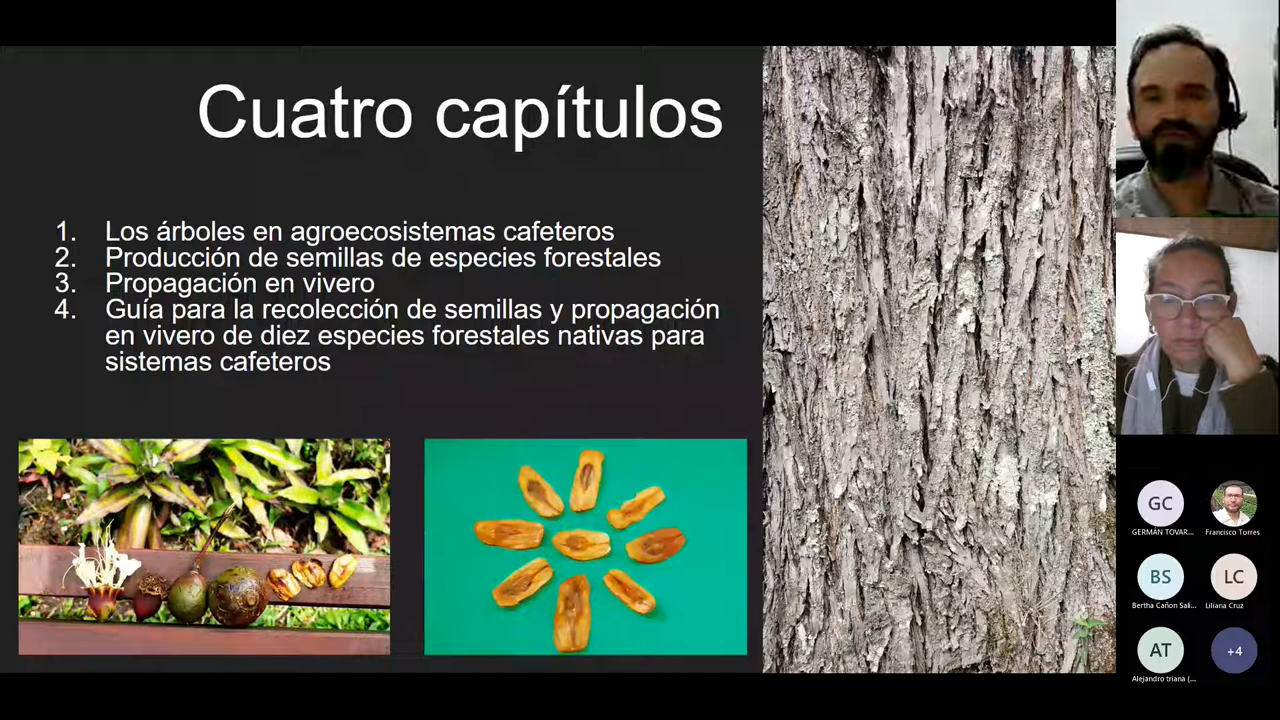 Cuatro capítulos
1. Los árboles en agroecosistemas cafeteros
2. Producción de semillas de especies forestales
3. Propagación en vivero
4. Guía para la recolección de semillas y propagación
en vivero de diez especies forestales nativas para
sistemas cafeteros
GC
GERMÁN TOVAR...
Francisco Torres
BS
Bertha Cañon Sali...
LC
Liliana Cruz
AT
Alejandro triana (...
+4